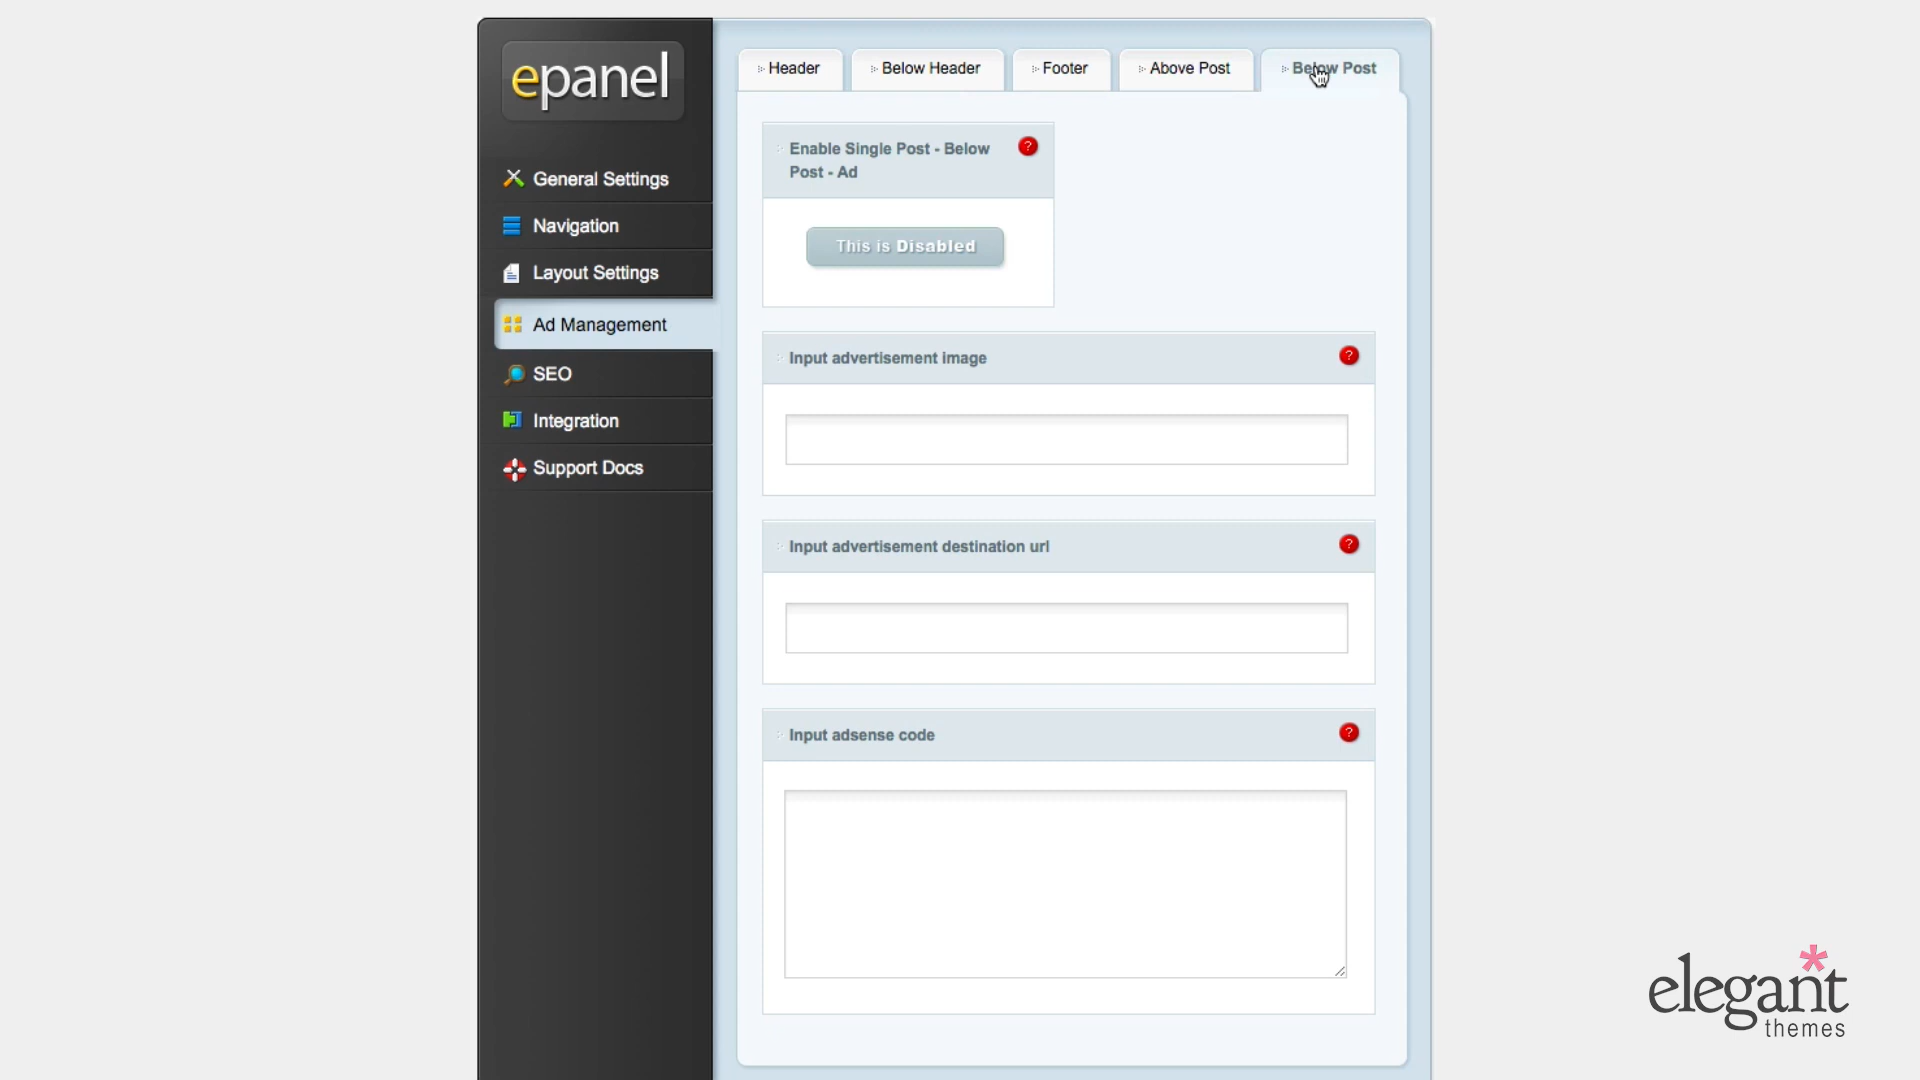 epanel
General Settings
Navigation
Layout Settings
Ad Management
SEO
Integration
Support Docs
Header
Below Header
Footer
Above Post
Below Post
Enable Single Post - Below
Post - Ad
?
This is Disabled
Input advertisement image
?
Input advertisement destination url
?
Input adsense code
?
elegant
themes